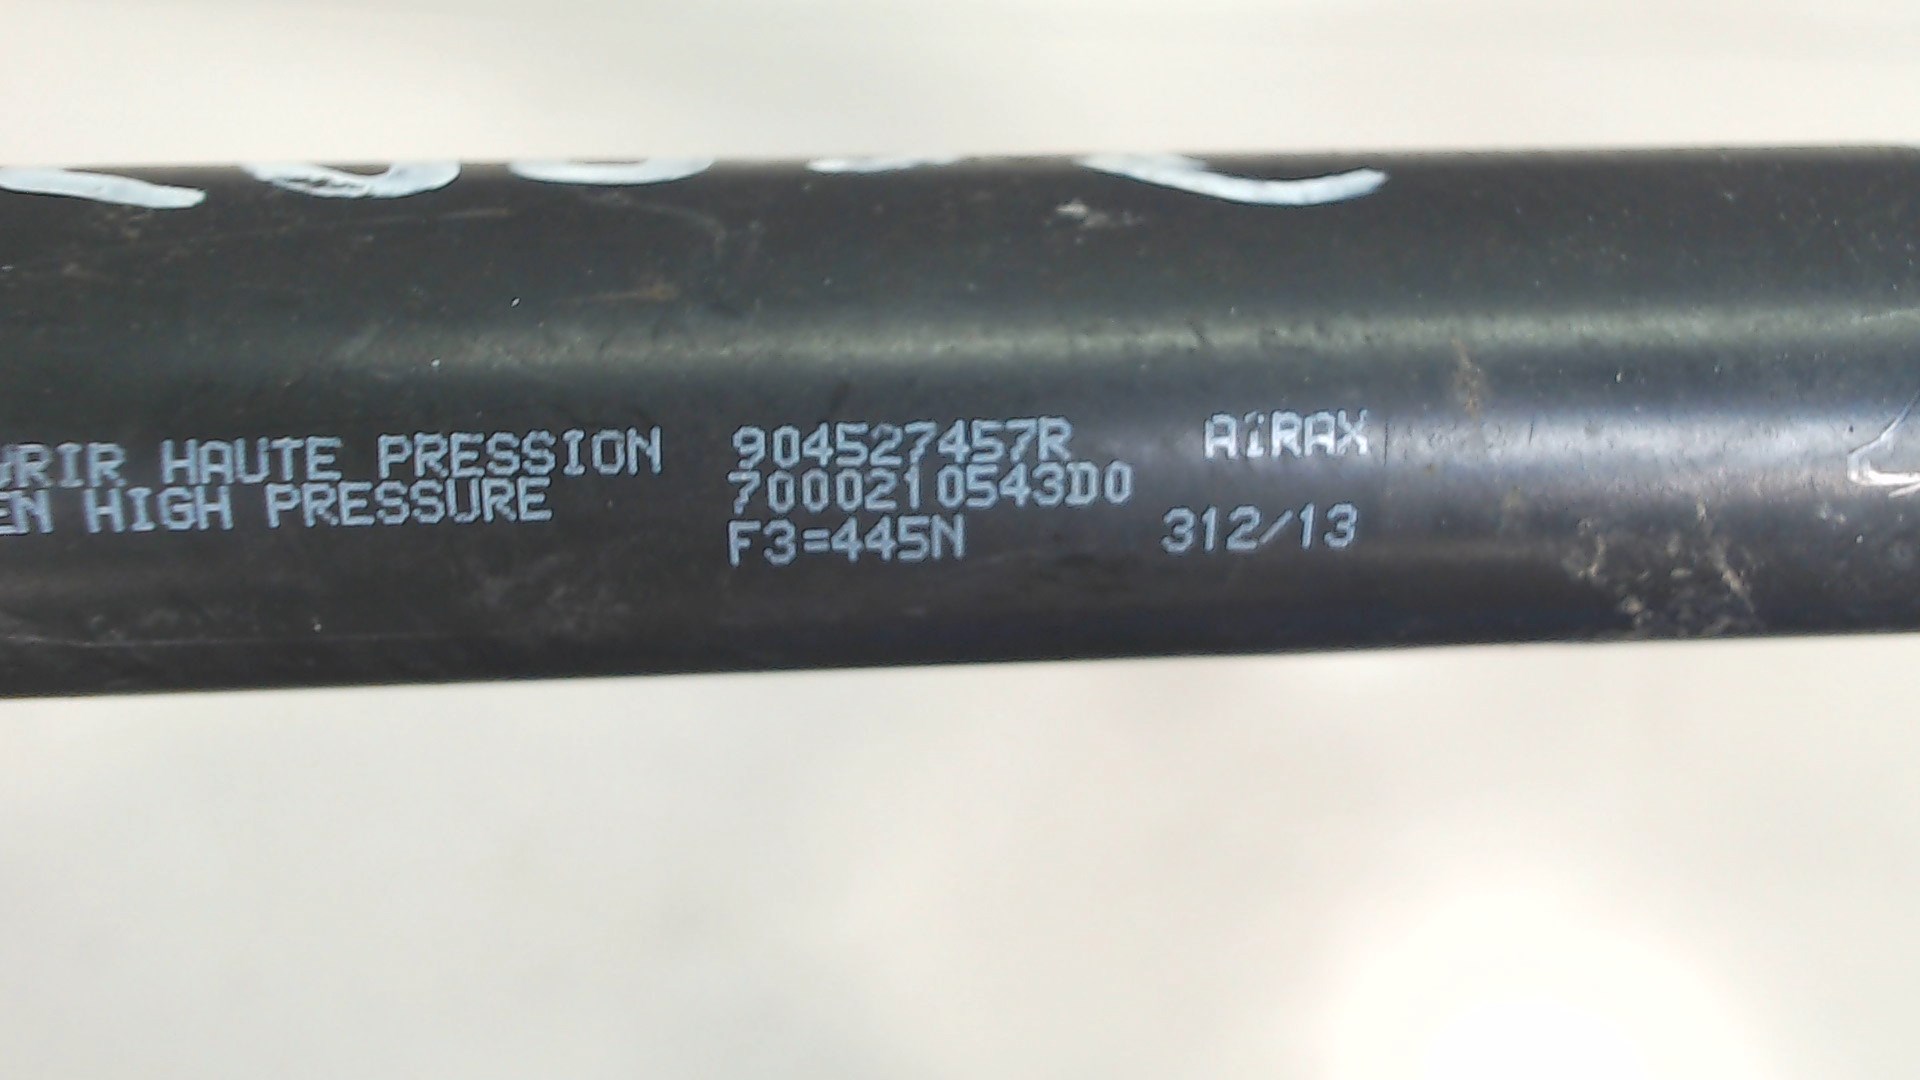 HAUTE PRESSION 904527457R AIRAX
HIGH PRESSURE 7000210543D0
F3=445N 312/13